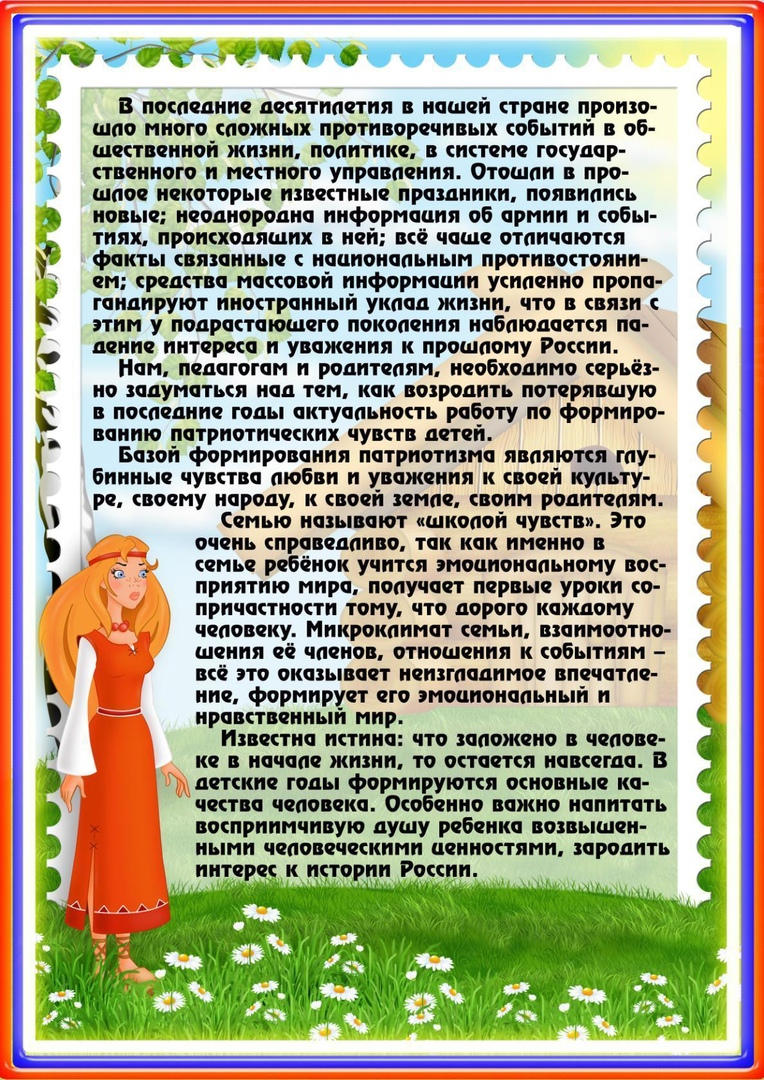 В последние десятилетия в нашей стране произо-
шло много сложных противоречивых событий в об-
щественной жизни, политике, в системе государ-
ственного и местного управления. Отошли в про-
шлое некоторые известные праздники, появились
новые; неоднородна информация об армии и собы-
тиях, происходящих в ней; всё чаще отличаются
факты связанные с национальным противостояни-
ем; средства массовой информации усиленно пропа-
гандируют иностранный уклад жизни, что в связи с
этим у подрастающего поколения наблюдается па-
дение интереса и уважения к прошлому России.
Нам, педагогам и родителям, необходимо серьёз-
но задуматься над тем, как возродить потерявшую
в последние годы актуальность работу по формиро-
ванию патриотических чувств детей.
Базой формирования патриотизма являются глу-
бинные чувства любви и уважения к своей культу-
ре, своему народу, к своей земле, своим родителям.
Семью называют «школой чувств». Это
очень справедливо, так как именно в
семье ребёнок учится эмоциональному вос-
приятию мира, получает первые уроки со-
причастности тому, что дорого каждому
человеку. Микроклимат семьи, взаимоотно-
шения её членов, отношения к событиям –
всё это оказывает неизгладимое впечатле-
ние, формирует его эмоциональный и
нравственный мир.
Известна истина: что заложено в челове-
ке в начале жизни, то остается навсегда. В
детские годы формируются основные ка-
чества человека. Особенно важно напитать
восприимчивую душу ребенка возвышен-
ными человеческими ценностями, зародить
интерес к истории России.